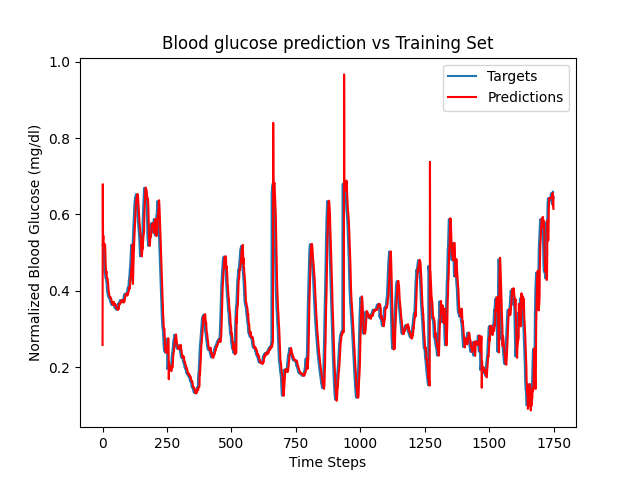 Blood glucose prediction vs Training Set
Targets
Predictions
Normalized Blood Glucose (mg/dl)
1.0
0.8
0.6
0.4
0.2
0 250 500 750 1000 1250 1500 1750
Time Steps